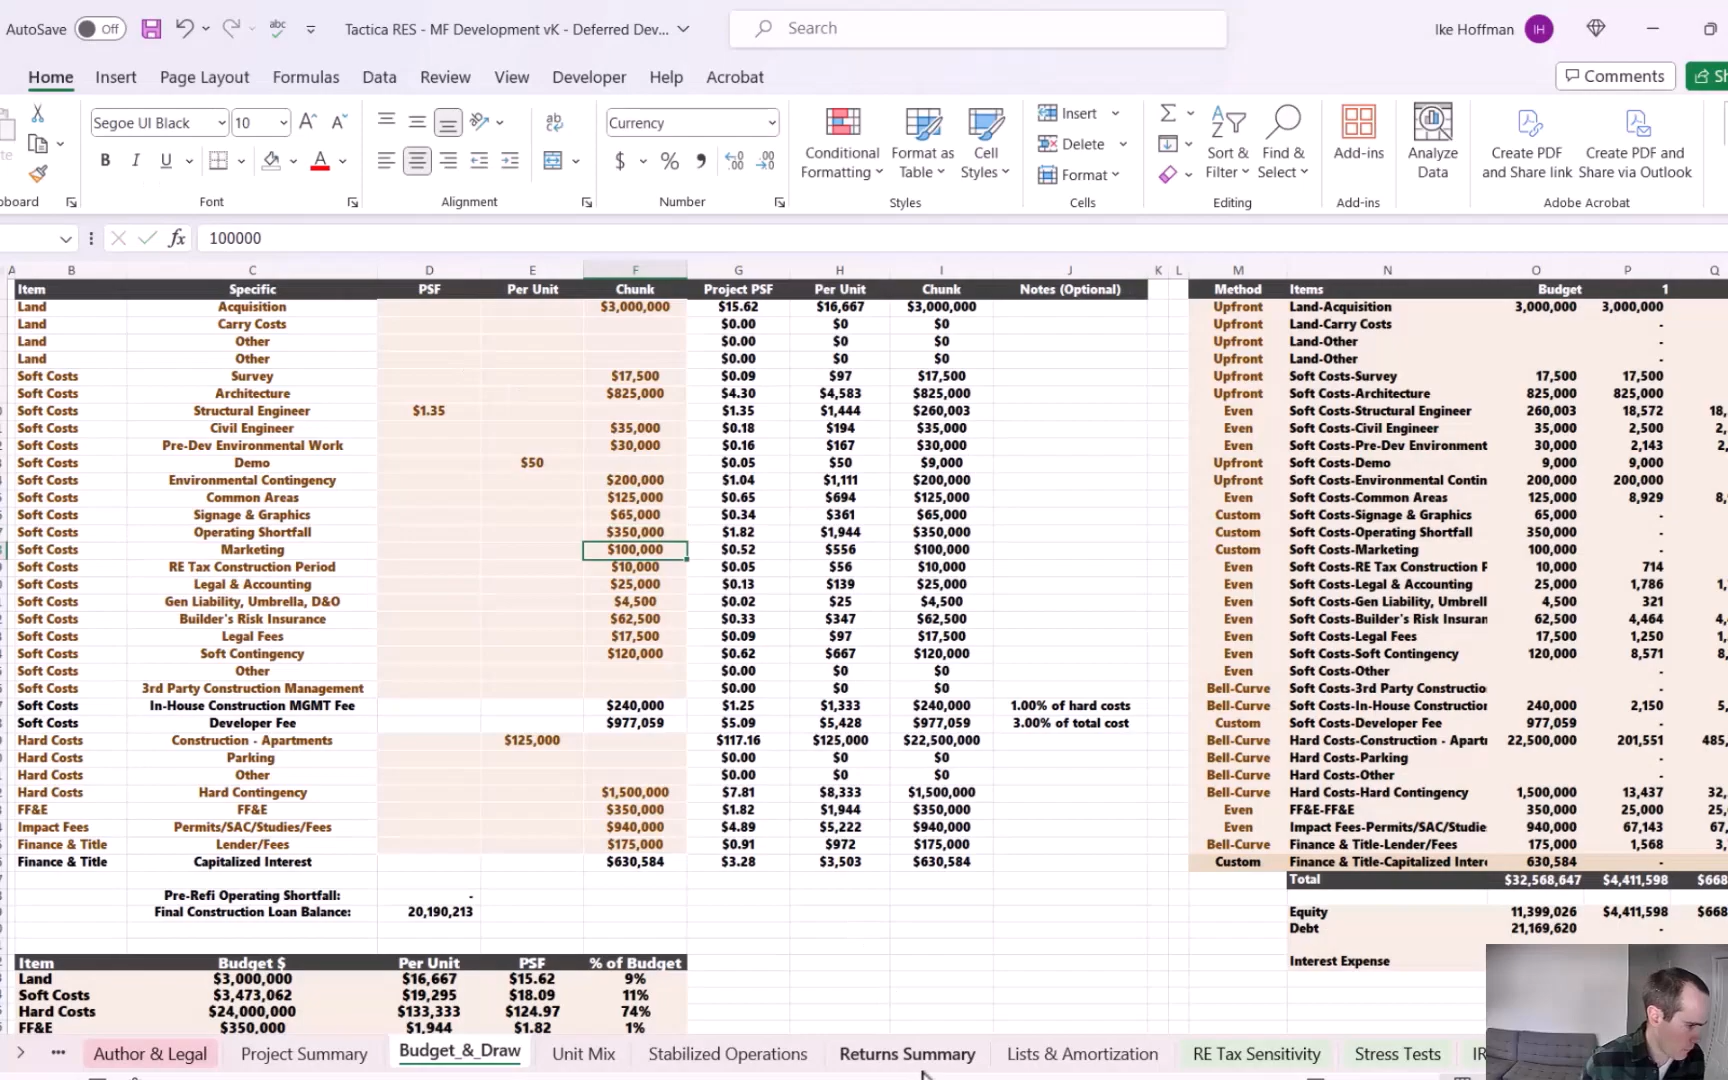 AutoSave Off Tactica RES - MF Development vK - Deferred Dev... Search Ike Hoffman IH
Home Insert Page Layout Formulas Data Review View Developer Help Acrobat Comments
Segoe UI Black 10 Currency
Conditional Formatting Format as Table Cell Styles Insert Delete Format Sort & Filter Find & Select Add-ins Analyze Data Create PDF and Share link Create PDF and Share via Outlook
Font Alignment Number Styles Cells Editing Add-ins Adobe Acrobat
fx 100000
A B C D E F G H I J K L M N O P Q
Item Specific PSF Per Unit Chunk Project PSF Per Unit Chunk Notes (Optional) Method Items Budget 1
Land Acquisition $3,000,000 $15.62 $16,667 $3,000,000 Upfront Land-Acquisition 3,000,000 3,000,000
Land Carry Costs $0.00 $0 $0 Upfront Land-Carry Costs -
Land Other $0.00 $0 $0 Upfront Land-Other -
Land Other $0.00 $0 $0 Upfront Land-Other -
Soft Costs Survey $17,500 $0.09 $97 $17,500 Upfront Soft Costs-Survey 17,500 17,500
Soft Costs Architecture $825,000 $4.30 $4,583 $825,000 Upfront Soft Costs-Architecture 825,000 825,000
Soft Costs Structural Engineer $1.35 $1.35 $1,444 $260,003 Even Soft Costs-Structural Engineer 260,003 18,572 18,
Soft Costs Civil Engineer $35,000 $0.18 $194 $35,000 Even Soft Costs-Civil Engineer 35,000 2,500 2,
Soft Costs Pre-Dev Environmental Work $30,000 $0.16 $167 $30,000 Even Soft Costs-Pre-Dev Environment 30,000 2,143 2,
Soft Costs Demo $50 $0.05 $50 $9,000 Upfront Soft Costs-Demo 9,000 9,000
Soft Costs Environmental Contingency $200,000 $1.04 $1,111 $200,000 Upfront Soft Costs-Environmental Contin 200,000 200,000
Soft Costs Common Areas $125,000 $0.65 $694 $125,000 Even Soft Costs-Common Areas 125,000 8,929 8,
Soft Costs Signage & Graphics $65,000 $0.34 $361 $65,000 Custom Soft Costs-Signage & Graphics 65,000 -
Soft Costs Operating Shortfall $350,000 $1.82 $1,944 $350,000 Custom Soft Costs-Operating Shortfall 350,000 -
Soft Costs Marketing $100,000 $0.52 $556 $100,000 Custom Soft Costs-Marketing 100,000 -
Soft Costs RE Tax Construction Period $10,000 $0.05 $56 $10,000 Even Soft Costs-RE Tax Construction P 10,000 714
Soft Costs Legal & Accounting $25,000 $0.13 $139 $25,000 Even Soft Costs-Legal & Accounting 25,000 1,786 1,
Soft Costs Gen Liability, Umbrella, D&O $4,500 $0.02 $25 $4,500 Even Soft Costs-Gen Liability, Umbrell 4,500 321
Soft Costs Builder's Risk Insurance $62,500 $0.33 $347 $62,500 Even Soft Costs-Builder's Risk Insuran 62,500 4,464 4,
Soft Costs Legal Fees $17,500 $0.09 $97 $17,500 Even Soft Costs-Legal Fees 17,500 1,250 1,
Soft Costs Soft Contingency $120,000 $0.62 $667 $120,000 Even Soft Costs-Soft Contingency 120,000 8,571 8,
Soft Costs Other $0.00 $0 $0 Even Soft Costs-Other -
Soft Costs 3rd Party Construction Management $0.00 $0 $0 Bell-Curve Soft Costs-3rd Party Constructio -
Soft Costs In-House Construction MGMT Fee $240,000 $1.25 $1,333 $240,000 1.00% of hard costs Bell-Curve Soft Costs-In-House Construction 240,000 2,150 5,
Soft Costs Developer Fee $977,059 $5.09 $5,428 $977,059 3.00% of total cost Custom Soft Costs-Developer Fee 977,059 -
Hard Costs Construction - Apartments $125,000 $117.16 $125,000 $22,500,000 Bell-Curve Hard Costs-Construction - Apartı 22,500,000 201,551 485,
Hard Costs Parking $0.00 $0 $0 Bell-Curve Hard Costs-Parking -
Hard Costs Other $0.00 $0 $0 Bell-Curve Hard Costs-Other -
Hard Costs Hard Contingency $1,500,000 $7.81 $8,333 $1,500,000 Bell-Curve Hard Costs-Hard Contingency 1,500,000 13,437 32,
FF&E FF&E $350,000 $1.82 $1,944 $350,000 Even FF&E-FF&E 350,000 25,000 25,
Impact Fees Permits/SAC/Studies/Fees $940,000 $4.89 $5,222 $940,000 Even Impact Fees-Permits/SAC/Studie 940,000 67,143 67,
Finance & Title Lender/Fees $175,000 $0.91 $972 $175,000 Bell-Curve Finance & Title-Lender/Fees 175,000 1,568 3,
Finance & Title Capitalized Interest $630,584 $3.28 $3,503 $630,584 Custom Finance & Title-Capitalized Inter 630,584 -
Total $32,568,647 $4,411,598 $668
Pre-Refi Operating Shortfall: -
Final Construction Loan Balance: 20,190,213 Equity 11,399,026 $4,411,598 $668
Debt 21,169,620 -
Interest Expense
Item Budget $ Per Unit PSF % of Budget
Land $3,000,000 $16,667 $15.62 9%
Soft Costs $3,473,062 $19,295 $18.09 11%
Hard Costs $24,000,000 $133,333 $124.97 74%
FF&E $350,000 $1,944 $1.82 1%
Author & Legal Project Summary Budget_&_Draw Unit Mix Stabilized Operations Returns Summary Lists & Amortization RE Tax Sensitivity Stress Tests